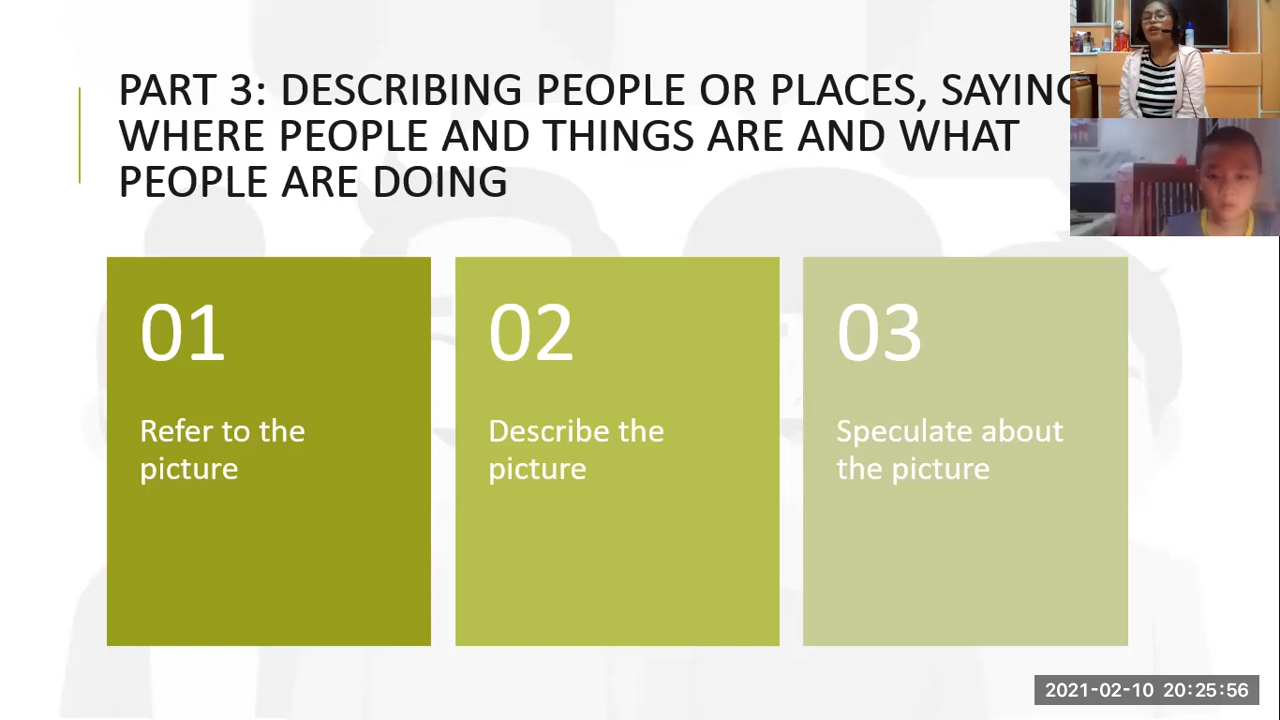 PART 3: DESCRIBING PEOPLE OR PLACES, SAYING
WHERE PEOPLE AND THINGS ARE AND WHAT
PEOPLE ARE DOING
01
Refer to the
picture
02
Describe the
picture
03
Speculate about
the picture
2021-02-10 20:25:56